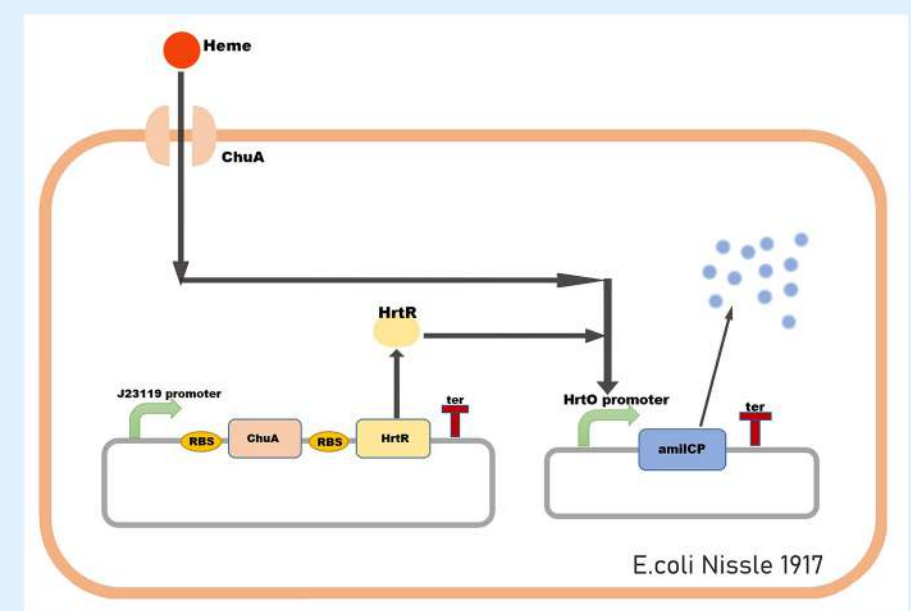 Heme
ChuA
HrtR
J23119 promoter
RBS
ChuA
RBS
HrtR
ter
HrtO promoter
amilCP
ter
E.coli Nissle 1917